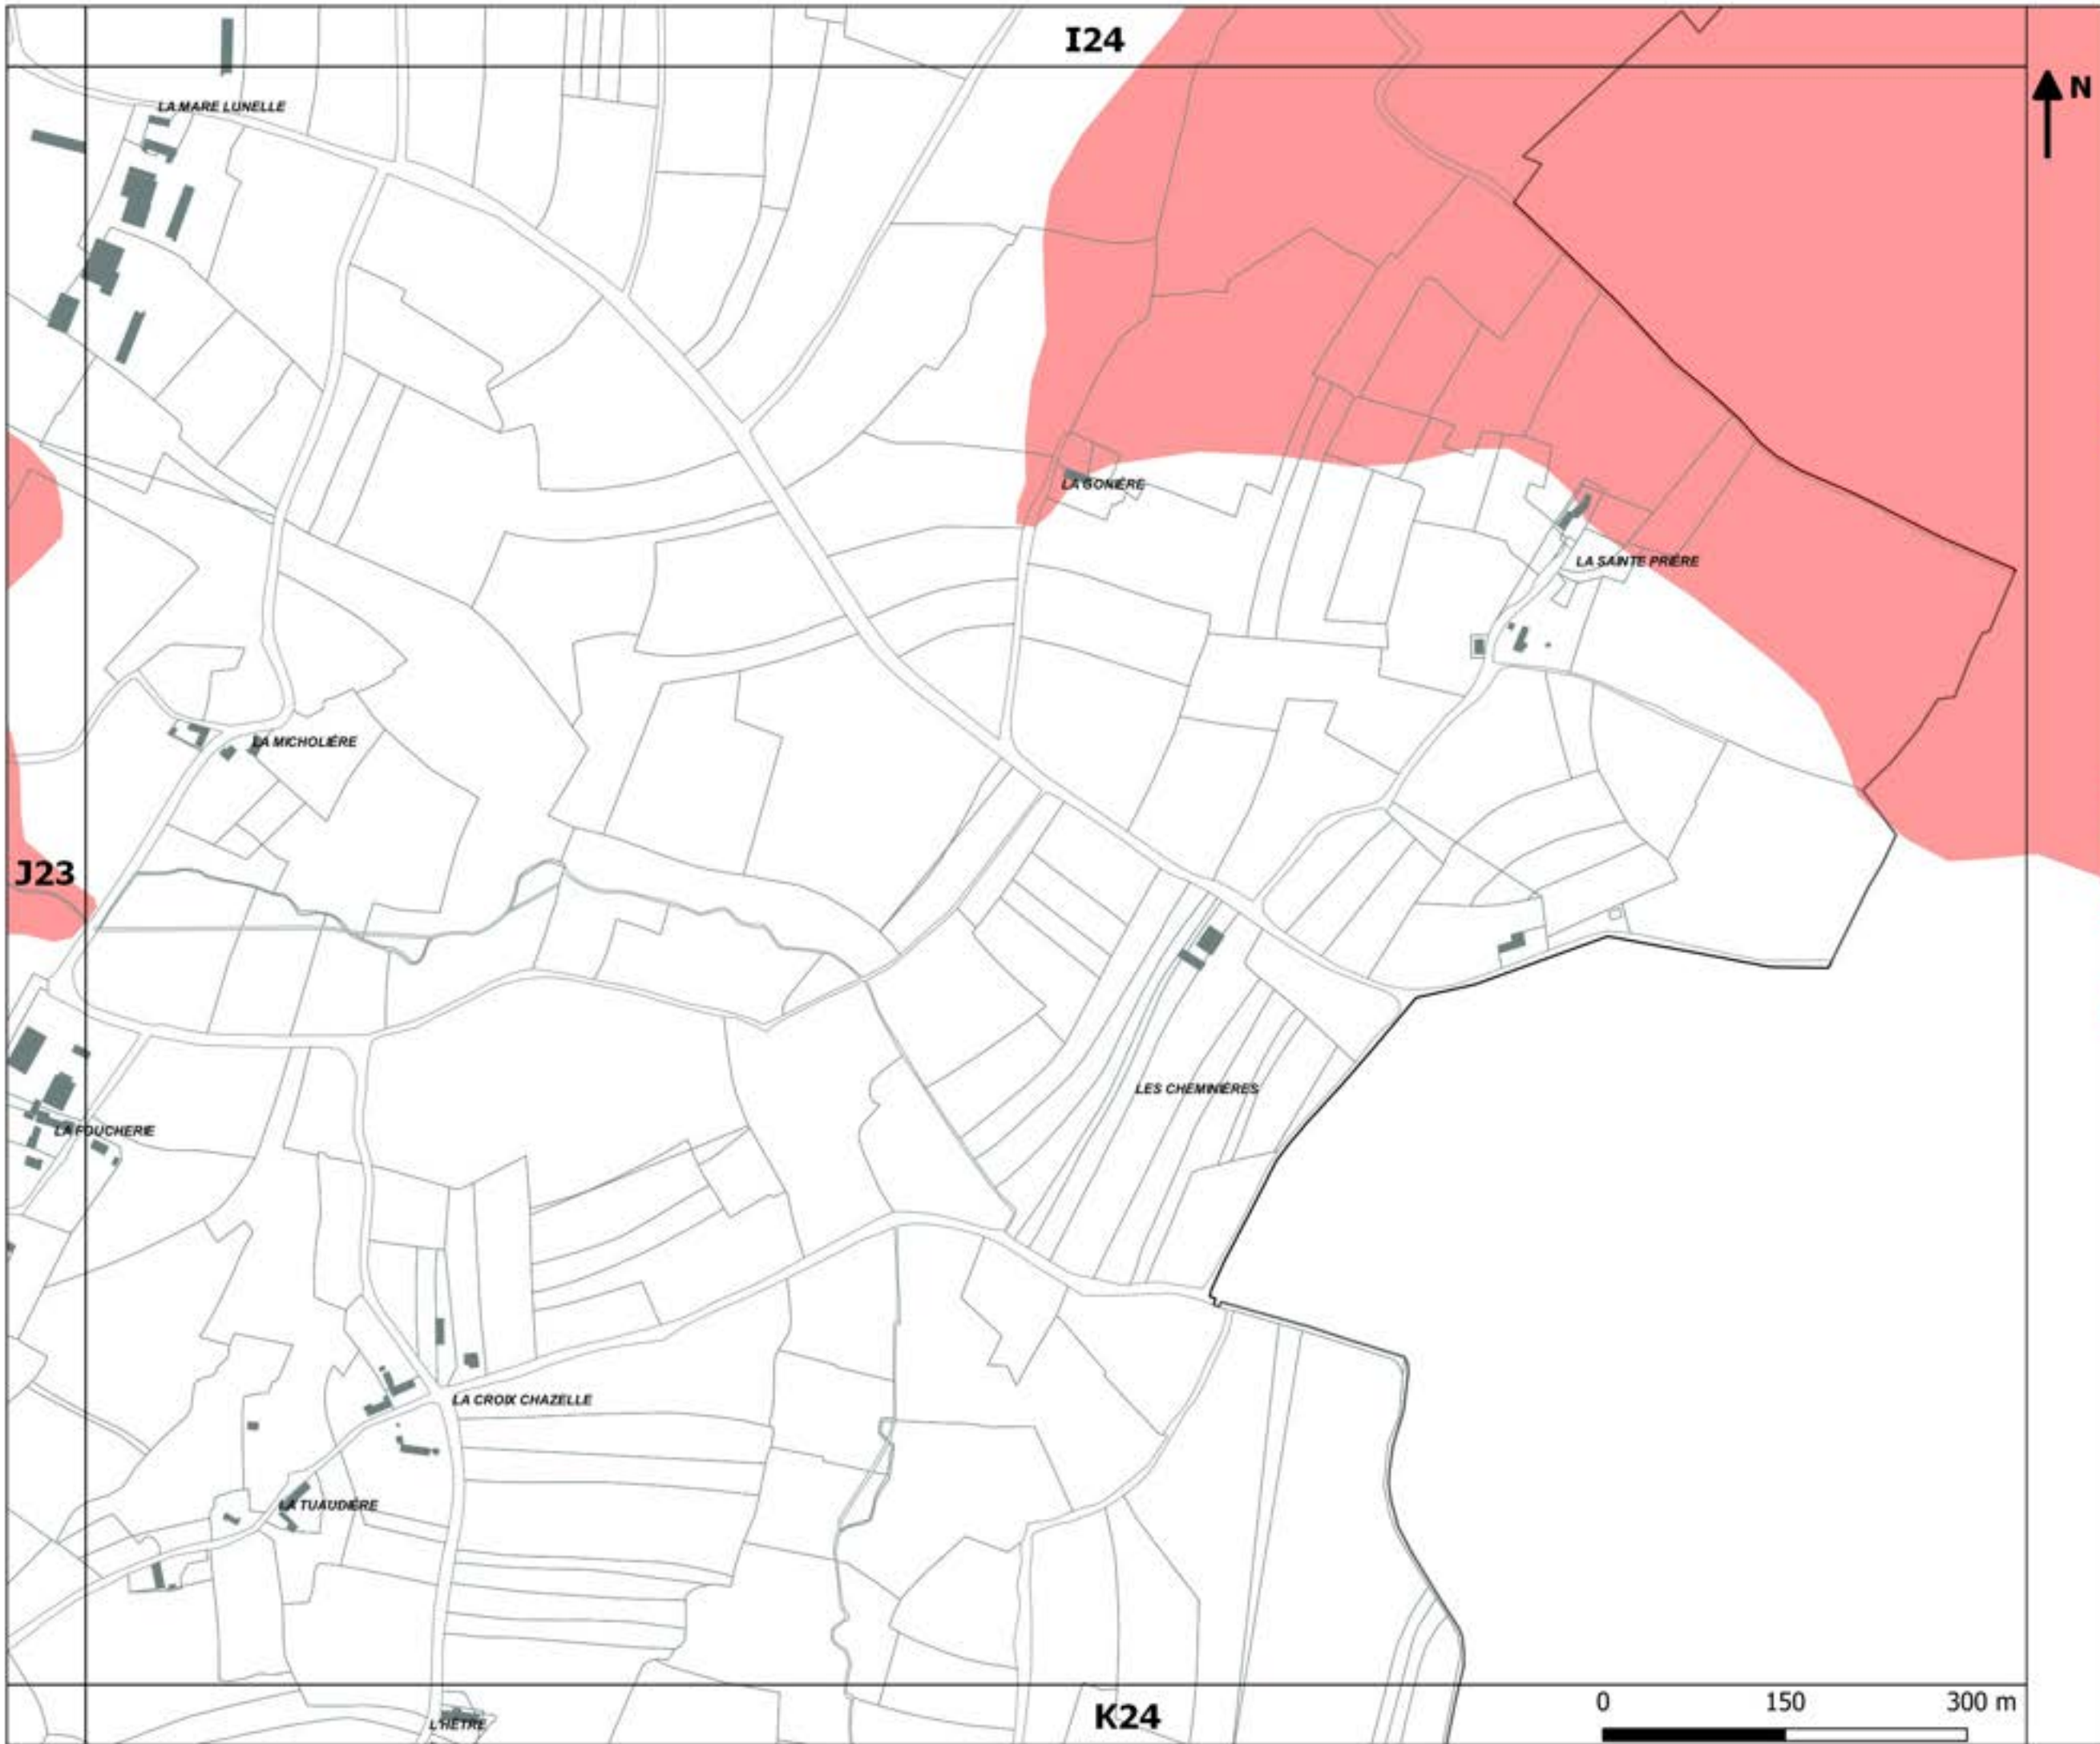 I24
N
LA MARE LUNELLE
LA GONIÈRE
LA SAINTE PRIÈRE
LA MICHOLIÈRE
J23
LES CHEMINIÈRES
LA FOUCHERIE
LA CROIX CHAZELLE
LA TUAUDIÈRE
0 150 300 m
K24
L'HÊTRE